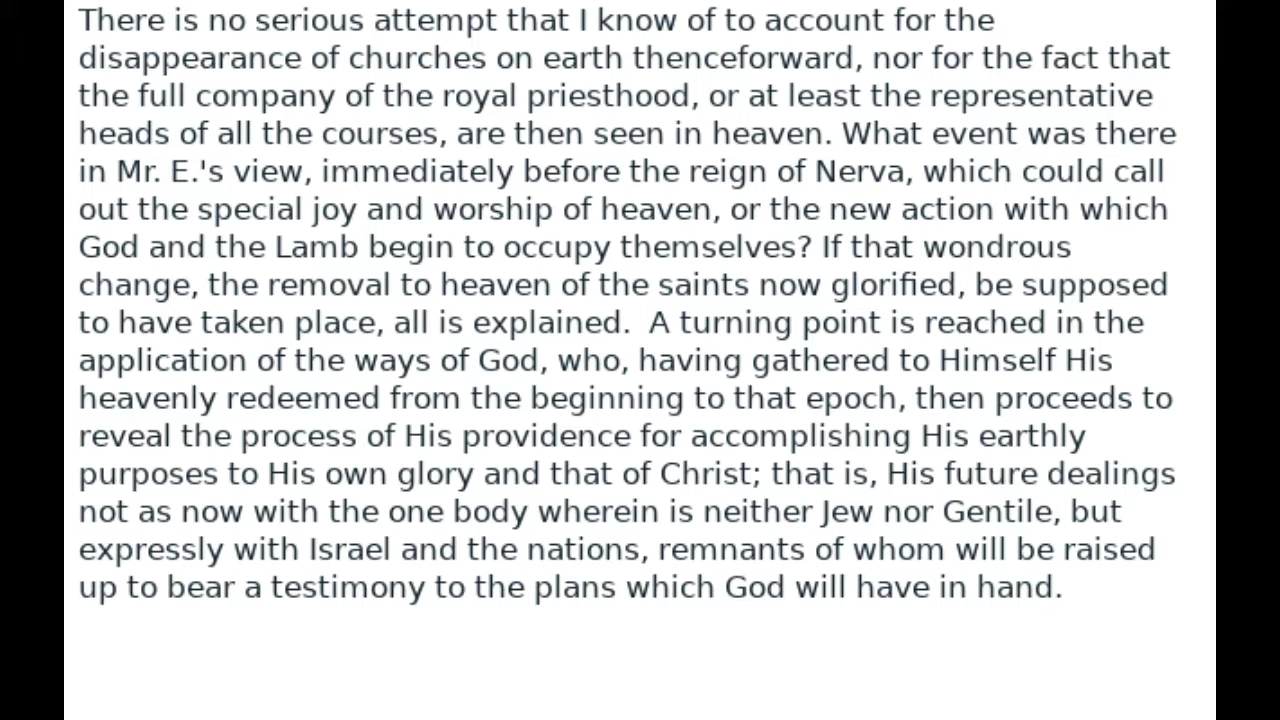 There is no serious attempt that I know of to account for the
disappearance of churches on earth thenceforward, nor for the fact that
the full company of the royal priesthood, or at least the representative
heads of all the courses, are then seen in heaven. What event was there
in Mr. E.'s view, immediately before the reign of Nerva, which could call
out the special joy and worship of heaven, or the new action with which
God and the Lamb begin to occupy themselves? If that wondrous
change, the removal to heaven of the saints now glorified, be supposed
to have taken place, all is explained.  A turning point is reached in the
application of the ways of God, who, having gathered to Himself His
heavenly redeemed from the beginning to that epoch, then proceeds to
reveal the process of His providence for accomplishing His earthly
purposes to His own glory and that of Christ; that is, His future dealings
not as now with the one body wherein is neither Jew nor Gentile, but
expressly with Israel and the nations, remnants of whom will be raised
up to bear a testimony to the plans which God will have in hand.